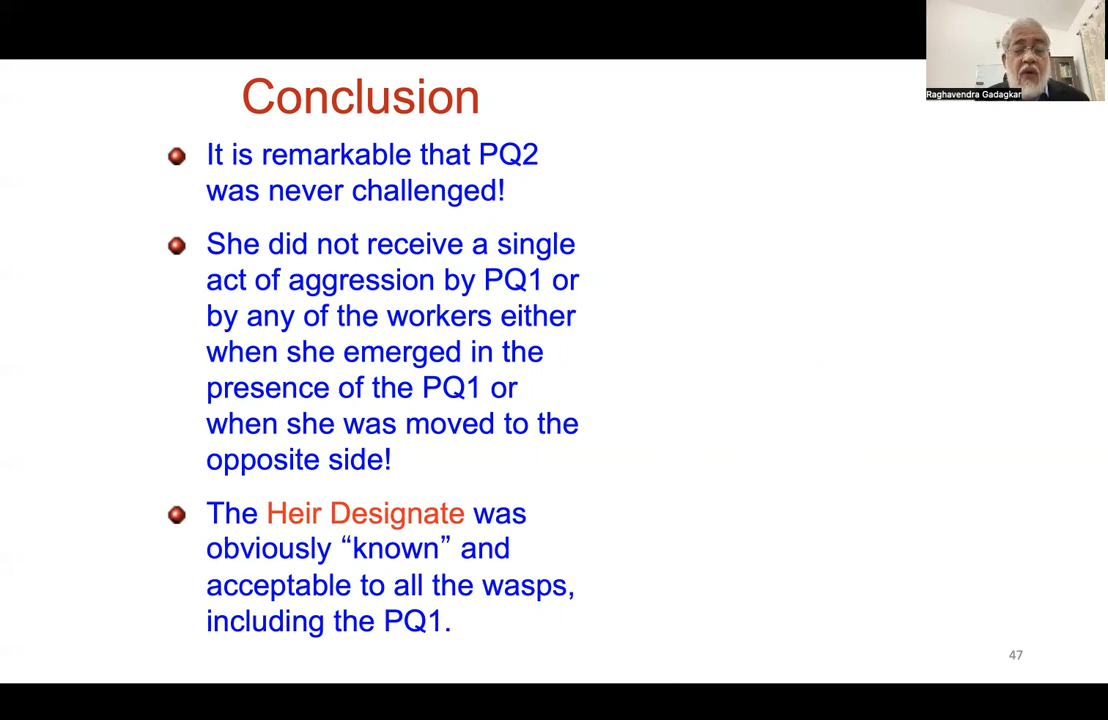 Raghavendra Gadagkar
Conclusion
It is remarkable that PQ2
was never challenged!
She did not receive a single
act of aggression by PQ1 or
by any of the workers either
when she emerged in the
presence of the PQ1 or
when she was moved to the
opposite side!
The Heir Designate was
obviously “known” and
acceptable to all the wasps,
including the PQ1.
47